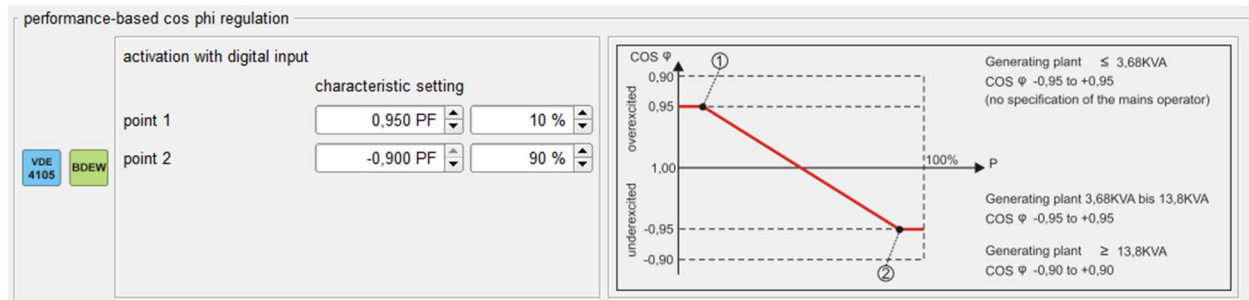 performance-based cos phi regulation
activation with digital input
characteristic setting
point 1
0,950 PF
10 %
point 2
-0,900 PF
90 %
VDE
4105
BDEW
COS φ
0,90
0,95
1,00
-0,95
-0,90
overexcited
underexcited
①
②
100%
P
Generating plant ≤ 3,68KVA
COS φ -0,95 to +0,95
(no specification of the mains operator)
Generating plant 3,68KVA bis 13,8KVA
COS φ -0,95 to +0,95
Generating plant ≥ 13,8KVA
COS φ -0,90 to +0,90